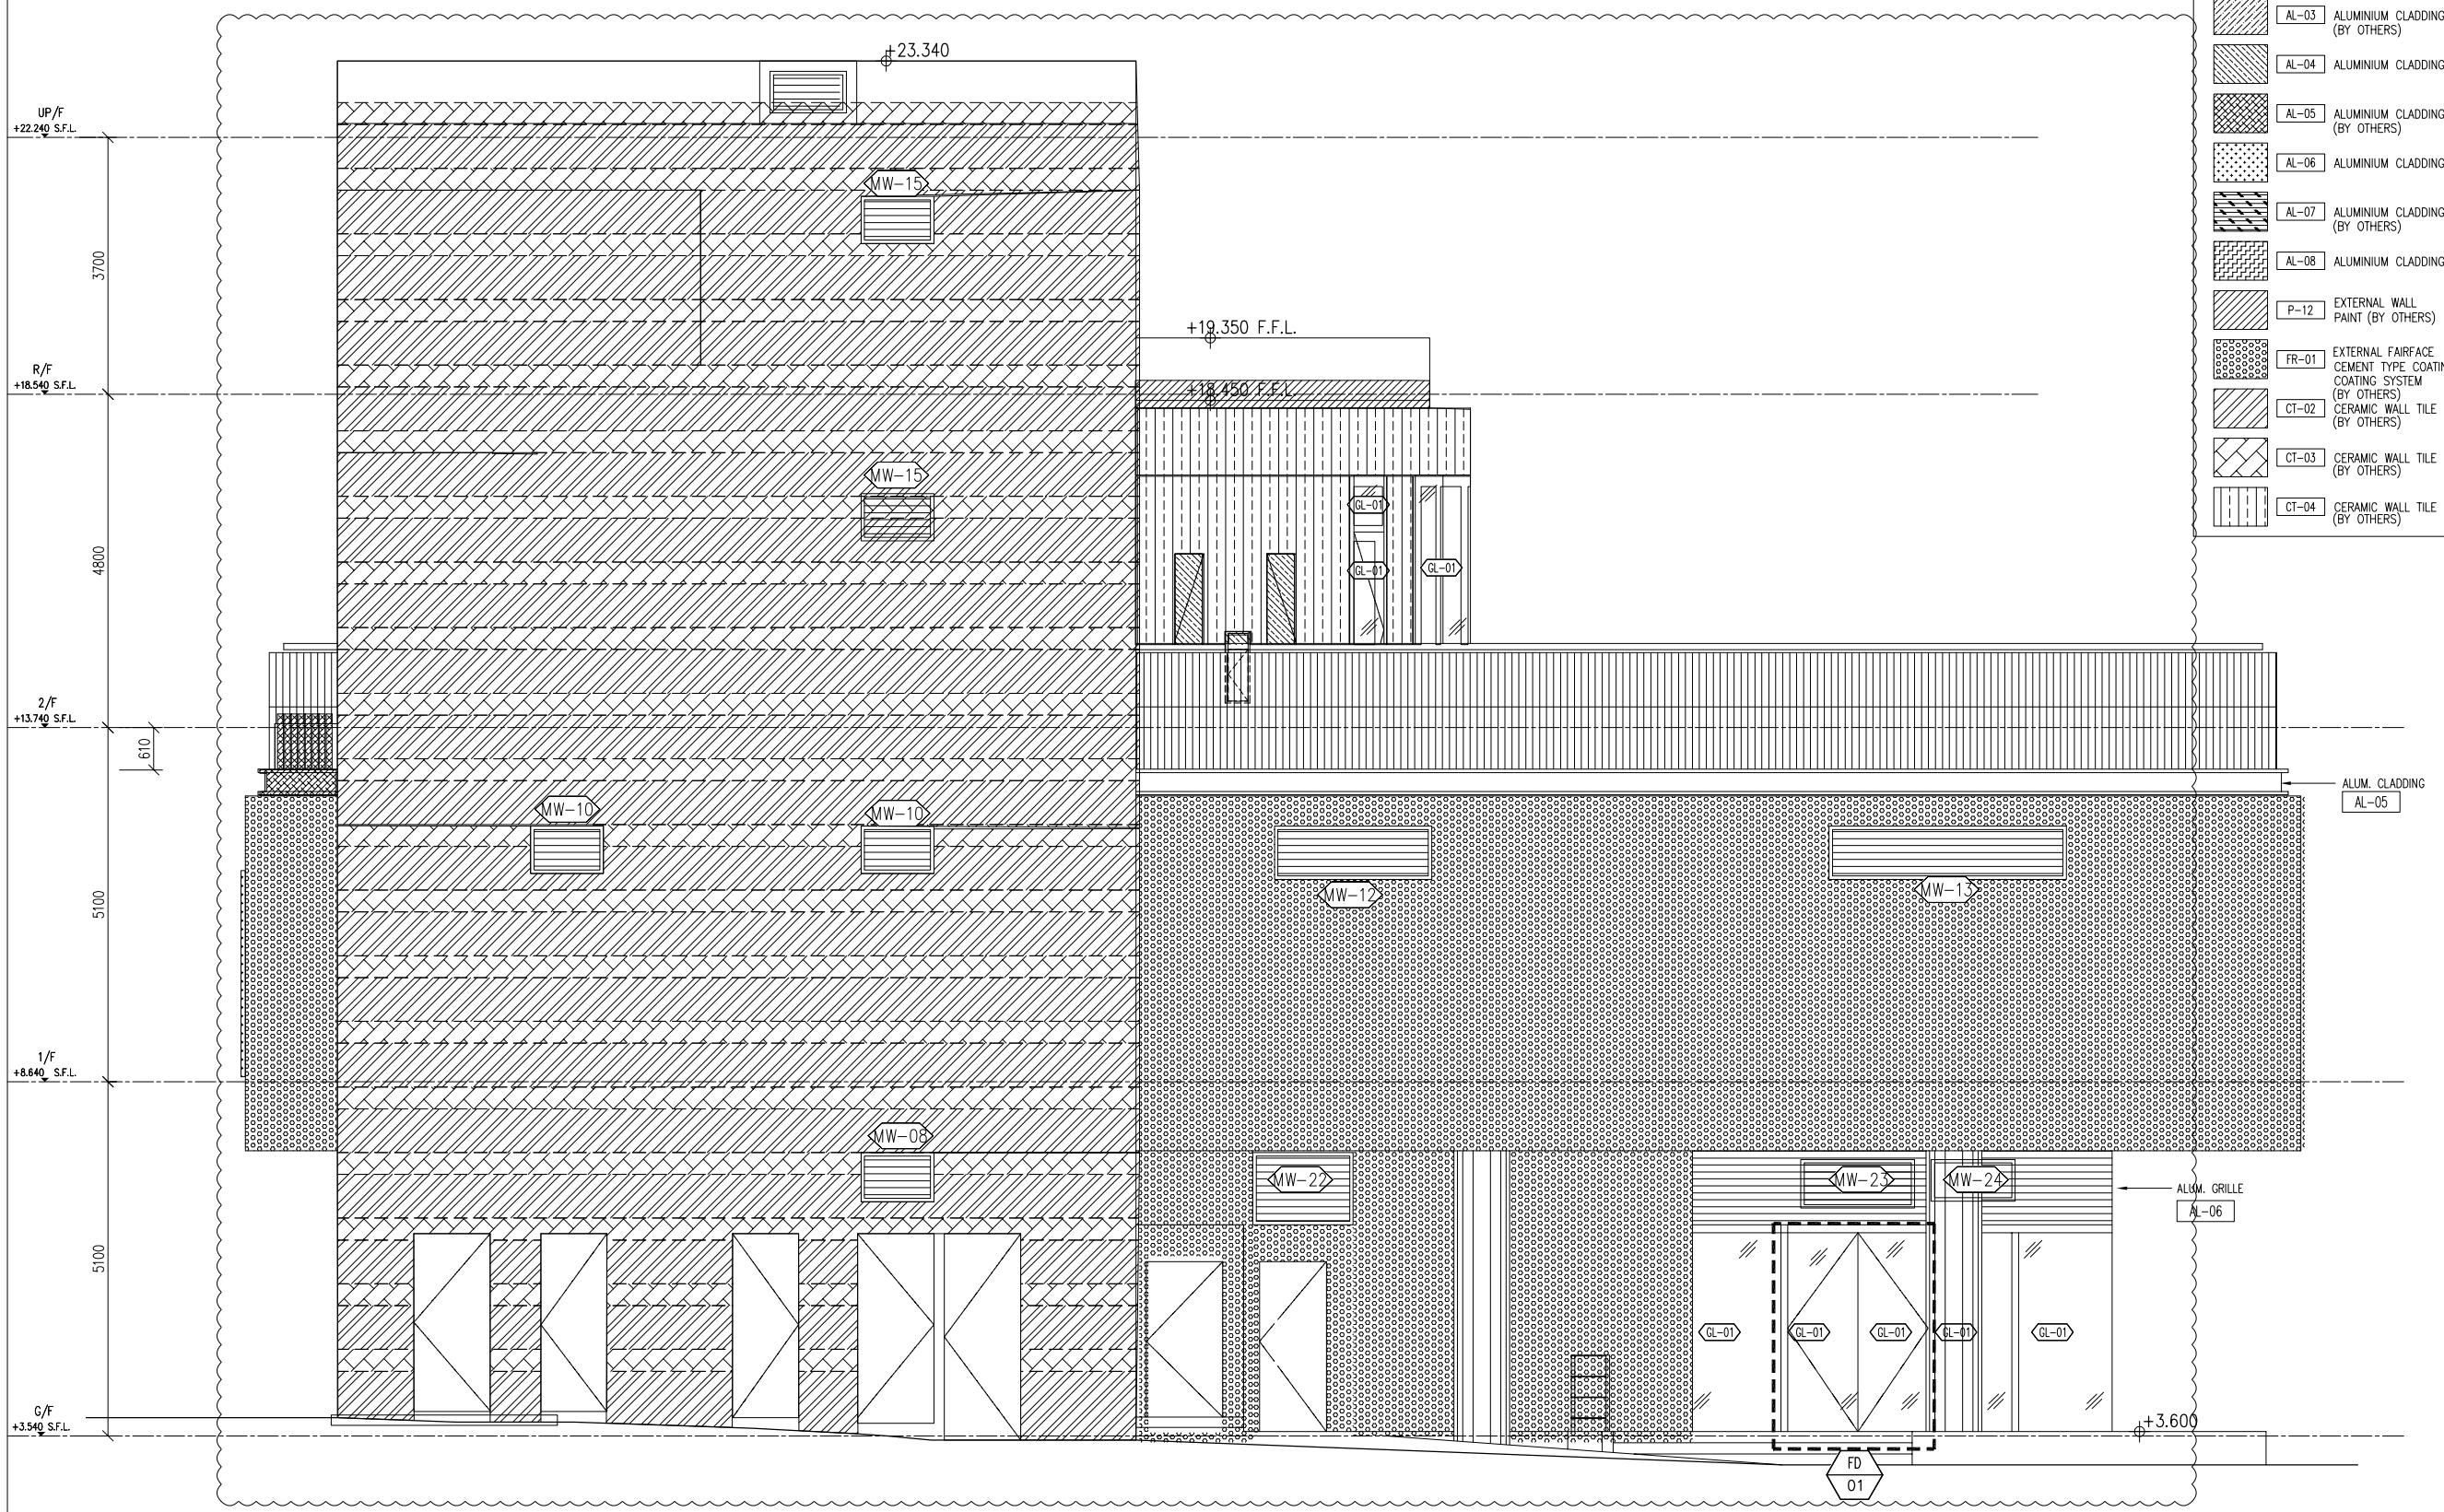 AL-03 ALUMINIUM CLADDING
(BY OTHERS)
AL-04 ALUMINIUM CLADDING
AL-05 ALUMINIUM CLADDING
(BY OTHERS)
AL-06 ALUMINIUM CLADDING
AL-07 ALUMINIUM CLADDING
(BY OTHERS)
AL-08 ALUMINIUM CLADDING
P-12 EXTERNAL WALL
PAINT (BY OTHERS)
FR-01 EXTERNAL FAIRFACE
CEMENT TYPE COATIN
COATING SYSTEM
(BY OTHERS)
CT-02 CERAMIC WALL TILE
(BY OTHERS)
CT-03 CERAMIC WALL TILE
(BY OTHERS)
CT-04 CERAMIC WALL TILE
(BY OTHERS)
+23.340
UP/F
+22.240 S.F.L.
MW-15
3700
+19.350 F.F.L.
R/F
+18.540 S.F.L.
+18.450 F.F.L.
MW-15
GL-01
4800
GL-01
GL-01
2/F
+13.740 S.F.L.
610
ALUM. CLADDING
AL-05
MW-10
MW-10
MW-12
MW-13
5100
1/F
+8.640 S.F.L.
MW-08
MW-22
MW-23
MW-24
ALUM. GRILLE
AL-06
5100
GL-01
GL-01
GL-01
GL-01
GL-01
G/F
+3.540 S.F.L.
+3.600
FD
01